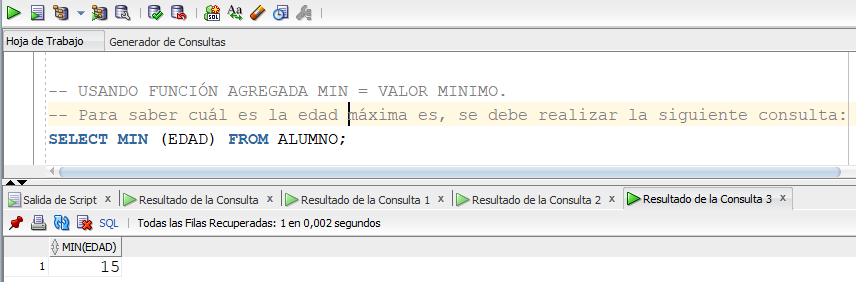 SQL
Aa
Hoja de Trabajo Generador de Consultas
-- USANDO FUNCIÓN AGREGADA MIN = VALOR MINIMO.
-- Para saber cuál es la edad máxima es, se debe realizar la siguiente consulta:
SELECT MIN (EDAD) FROM ALUMNO;
Salida de Script x Resultado de la Consulta x Resultado de la Consulta 1 x Resultado de la Consulta 2 x Resultado de la Consulta 3 x
SQL | Todas las Filas Recuperadas: 1 en 0,002 segundos
MIN(EDAD)
1 15